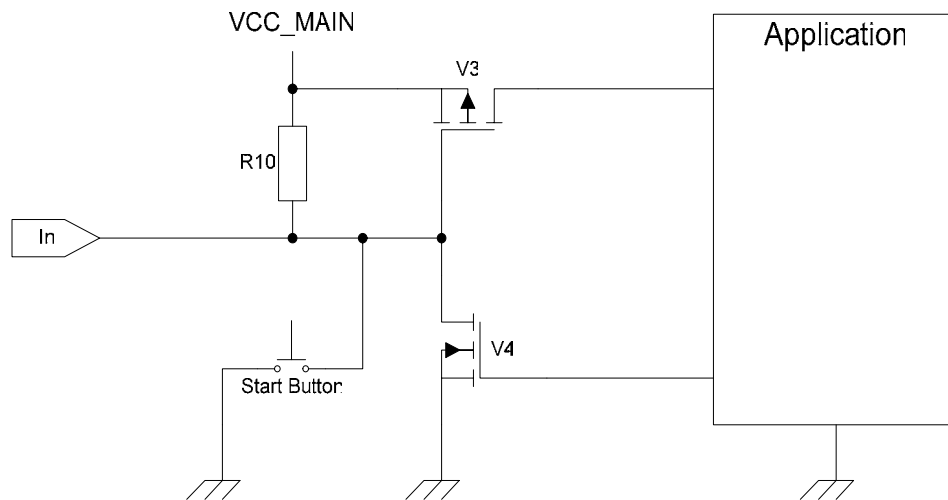 VCC_MAIN
Application
V3
R10
In
V4
Start Button